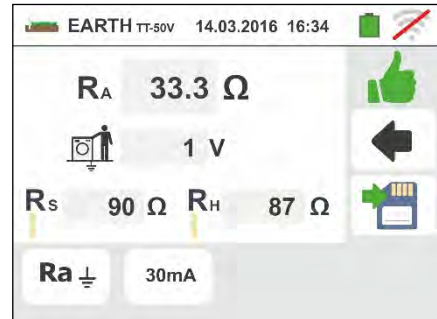 EARTH TT-50V 14.03.2016 16:34
RA 33.3 Ω
1 V
RS 90 Ω RH 87 Ω
Ra ⏚ 30mA